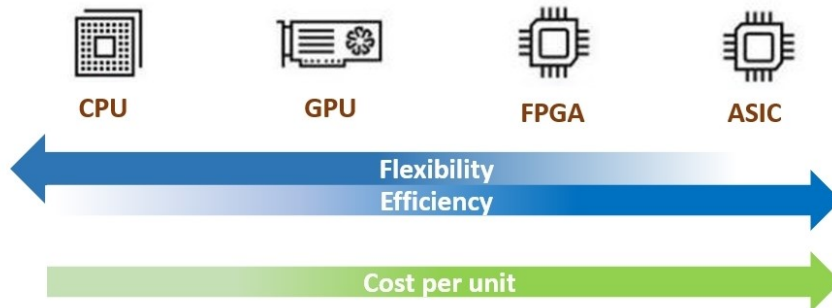 CPU GPU FPGA ASIC
Flexibility
Efficiency
Cost per unit